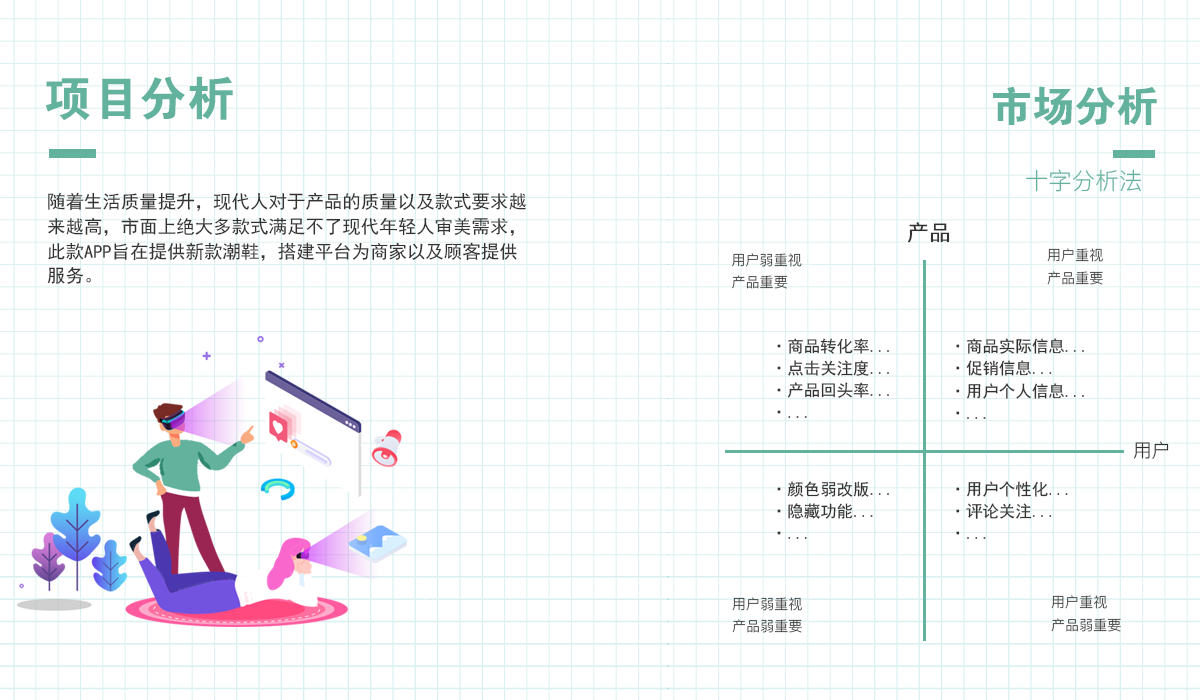 项目分析
随着生活质量提升，现代人对于产品的质量以及款式要求越
来越高，市面上绝大多款式满足不了现代年轻人审美需求，
此款APP旨在提供新款潮鞋，搭建平台为商家以及顾客提供
服务。
市场分析
十字分析法
产品
用户弱重视
产品重要
用户重视
产品重要
·商品转化率...
·点击关注度...
·产品回头率...
·...
·商品实际信息...
·促销信息...
·用户个人信息...
·...
用户
·颜色弱改版...
·隐藏功能...
·...
·用户个性化...
·评论关注...
·...
用户弱重视
产品弱重要
用户重视
产品弱重要